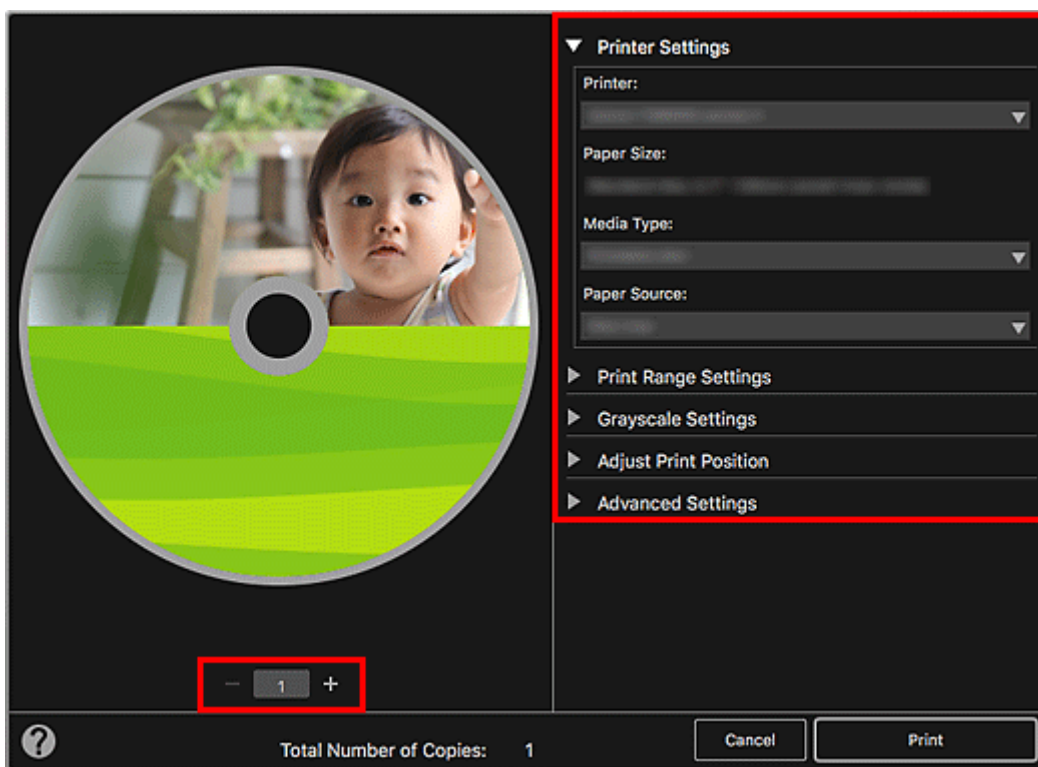 Printer Settings
Printer:
Paper Size:
Media Type:
Paper Source:
Print Range Settings
Grayscale Settings
Adjust Print Position
Advanced Settings
1
Total Number of Copies: 1
Cancel
Print